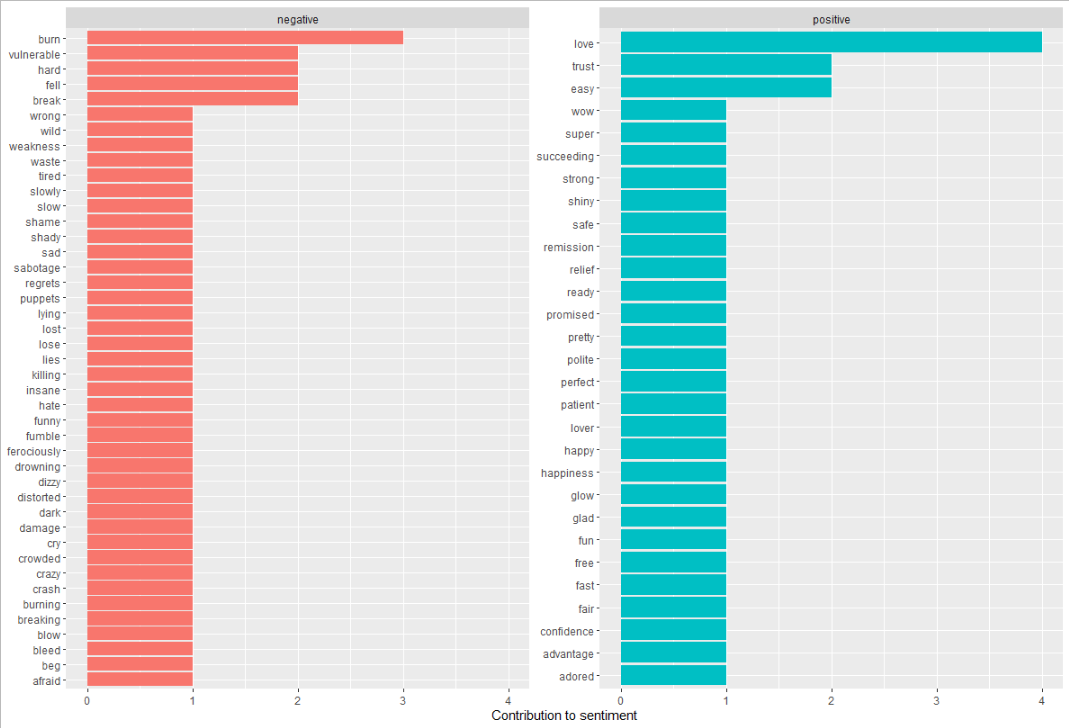 negative
burn
vulnerable
hard
fell
break
wrong
wild
weakness
waste
tired
slowly
slow
shame
shady
sad
sabotage
regrets
puppets
lying
lost
lose
lies
killing
insane
hate
funny
fumble
ferociously
drowning
dizzy
distorted
dark
damage
cry
crowded
crazy
crash
burning
breaking
blow
bleed
beg
afraid
0 1 2 3 4
positive
love
trust
easy
wow
super
succeeding
strong
shiny
safe
remission
relief
ready
promised
pretty
polite
perfect
patient
lover
happy
happiness
glow
glad
fun
free
fast
fair
confidence
advantage
adored
0 1 2 3 4
Contribution to sentiment